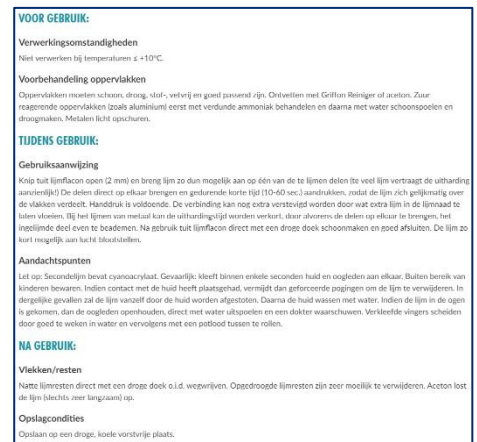 VOOR GEBRUIK:
Verwerkingsomstandigheden
Niet verwerken bij temperaturen ≤ +10°C.
Voorbehandeling oppervlakken
Oppervlakken moeten schoon, droog, stof-, vetvrij en goed passend zijn. Ontvetten met Griffon Reiniger of aceton. Zuur
reagerende oppervlakken (zoals aluminium) eerst met verdunde ammoniak behandelen en daarna met water schoonspoelen en
droogmaken. Metalen licht opschuren.
TIJDENS GEBRUIK:
Gebruiksaanwijzing
Knip tuit lijmflacon open (2 mm) en breng lijm zo dun mogelijk aan op één van de te lijmen delen (te veel lijm vertraagt de uitharding
aanzienlijk!) De delen direct op elkaar brengen en gedurende korte tijd (10-60 sec.) aandrukken, zodat de lijm zich gelijkmatig over
de vlakken verdeelt. Handdruk is voldoende. De verbinding kan nog extra verstevigd worden door wat extra lijm in de lijmnaad te
laten vloeien. Bij het lijmen van metaal kan de uithardingstijd worden verkort, door alvorens de delen op elkaar te brengen, het
ingelijmde deel even te beademen. Na gebruik tuit lijmflacon direct met een droge doek schoonmaken en goed afsluiten. De lijm zo
kort mogelijk aan lucht blootstellen.
Aandachtspunten
Let op: Secondelijm bevat cyanoacrylaat. Gevaarlijk: kleeft binnen enkele seconden huid en oogleden aan elkaar. Buiten bereik van
kinderen bewaren. Indien contact met de huid heeft plaatsgehad, vermijdt dan geforceerde pogingen om de lijm te verwijderen. In
dergelijke gevallen zal de lijm vanzelf door de huid worden afgestoten. Daarna de huid wassen met water. Indien de lijm in de ogen
is gekomen, dan de oogleden openhouden, direct met water uitspoelen en een dokter waarschuwen. Verkleefde vingers scheiden
door goed te weken in water en vervolgens met een potlood tussen te rollen.
NA GEBRUIK:
Vlekken/resten
Natte lijmresten direct met een droge doek o.i.d. wegwrijven. Opgedroogde lijmresten zijn zeer moeilijk te verwijderen. Aceton lost
de lijm (slechts zeer langzaam) op.
Opslagcondities
Opslaan op een droge, koele vorstvrije plaats.